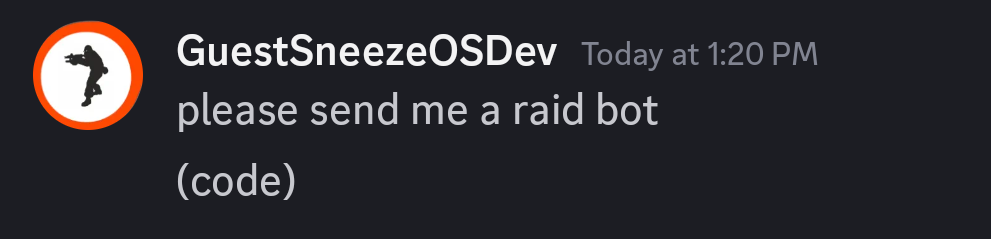 GuestSneezeOSDev Today at 1:20 PM
please send me a raid bot
(code)